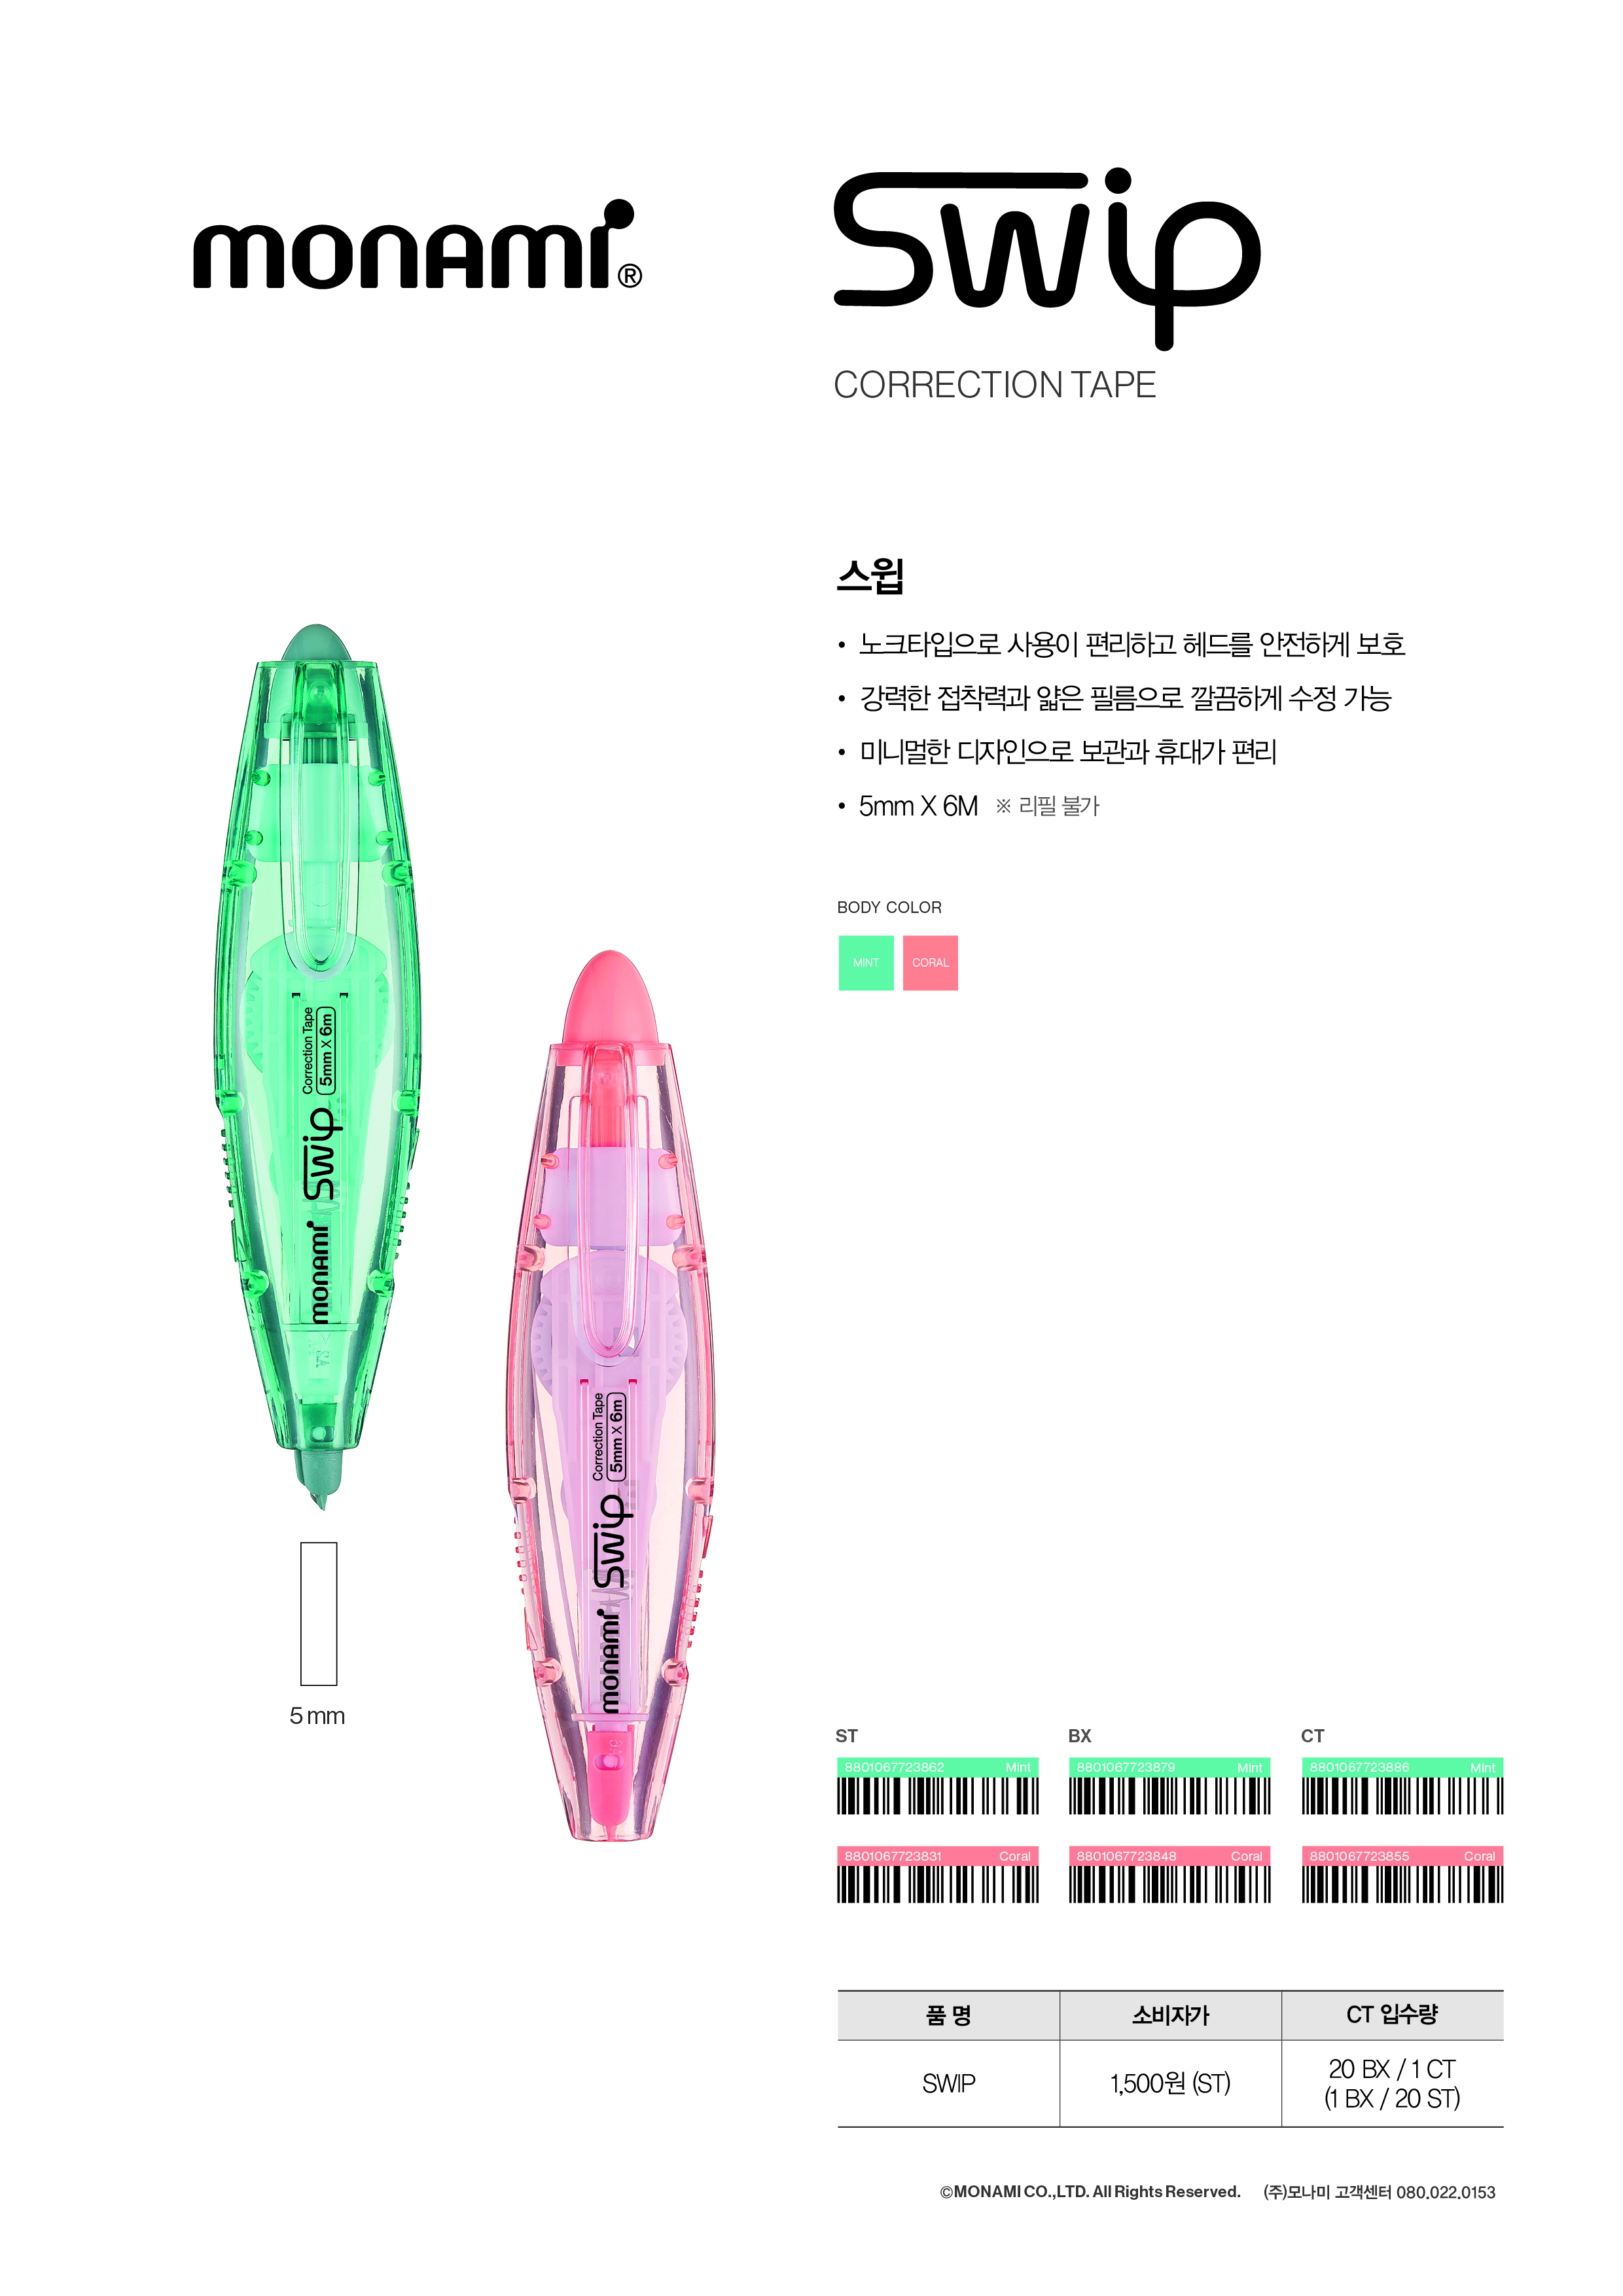 monami®
Swip
CORRECTION TAPE
스윕
• 노크타입으로 사용이 편리하고 헤드를 안전하게 보호
• 강력한 접착력과 얇은 필름으로 깔끔하게 수정 가능
• 미니멀한 디자인으로 보관과 휴대가 편리
• 5mm X 6M ※ 리필 불가
BODY COLOR
MINT CORAL
monami Swip Correction Tape 5mm X 6m
monami Swip Correction Tape 5mm X 6m
5 mm
ST BX CT
8801067723862 Mint 8801067723879 Mint 8801067723886 Mint
8801067723831 Coral 8801067723848 Coral 8801067723855 Coral
품 명 소비자가 CT 입수량
SWIP 1,500원 (ST) 20 BX / 1 CT
(1 BX / 20 ST)
©MONAMI CO.,LTD. All Rights Reserved. (주)모나미 고객센터 080.022.0153